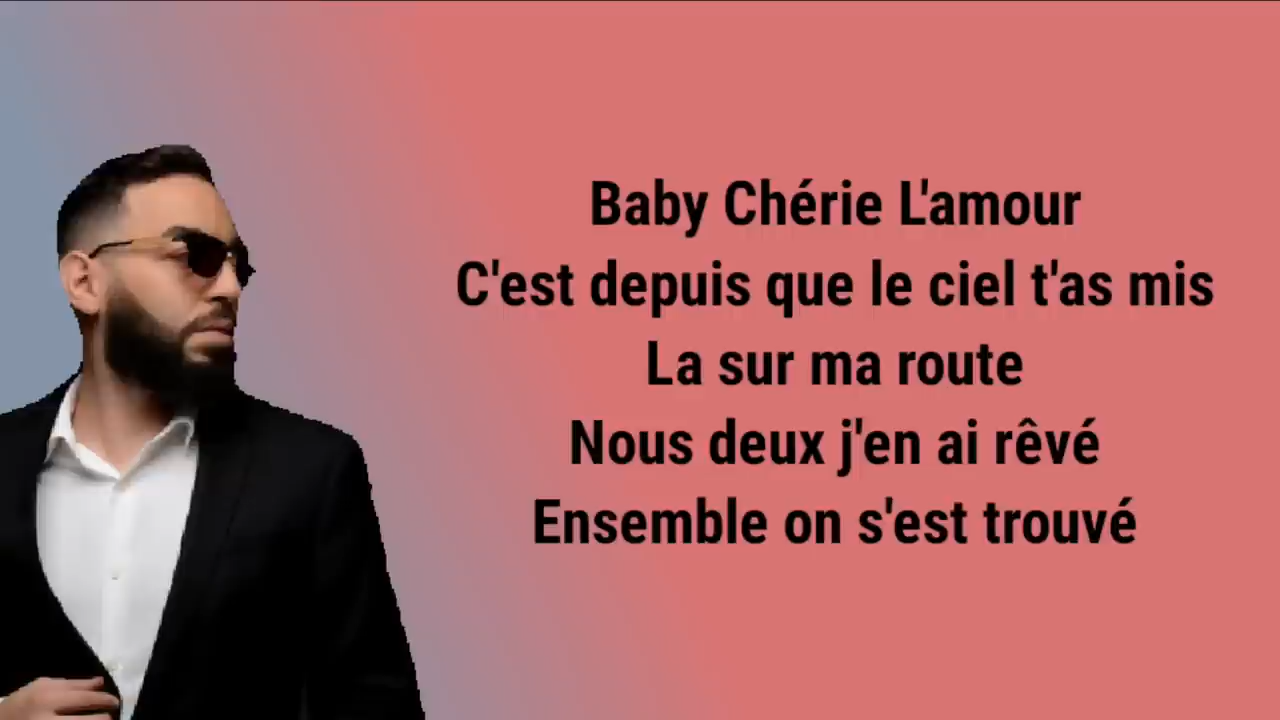 Baby Chérie L'amour
C'est depuis que le ciel t'as mis
La sur ma route
Nous deux j'en ai rêvé
Ensemble on s'est trouvé